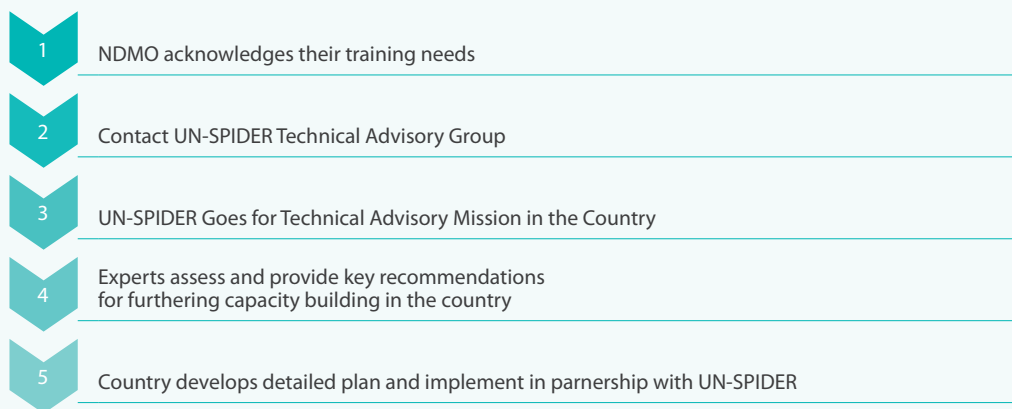 1
NDMO acknowledges their training needs
2
Contact UN-SPIDER Technical Advisory Group
3
UN-SPIDER Goes for Technical Advisory Mission in the Country
4
Experts assess and provide key recommendations
for furthering capacity building in the country
5
Country develops detailed plan and implement in parnership with UN-SPIDER